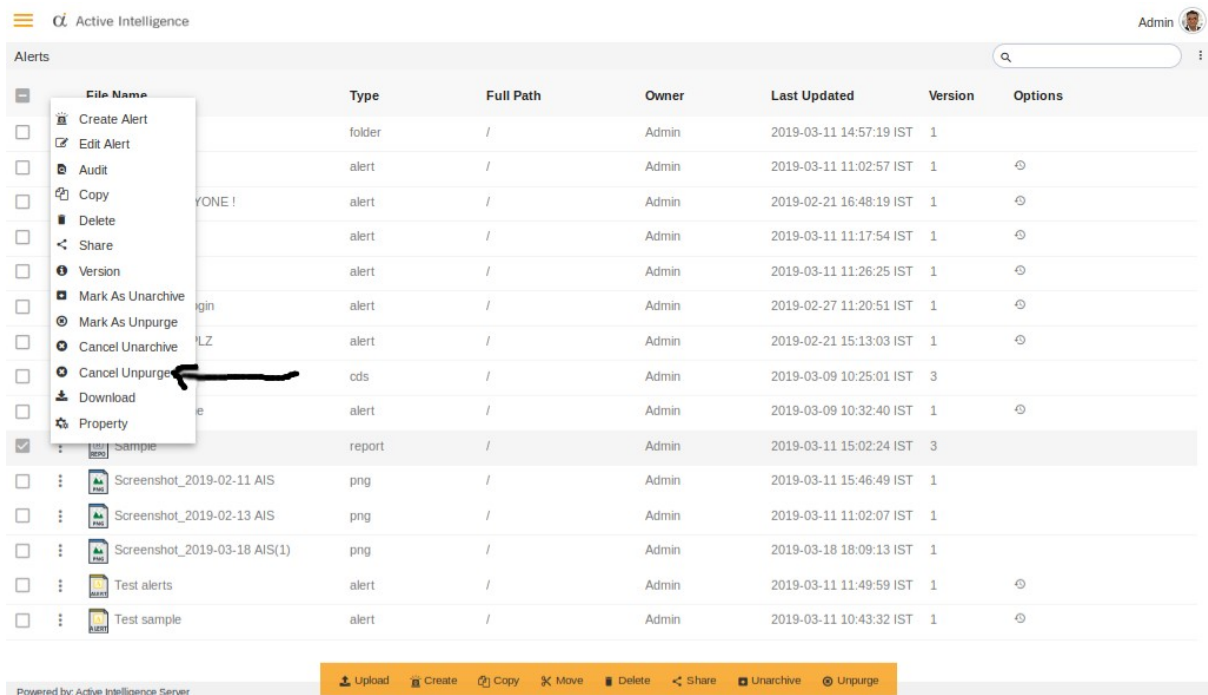 Active Intelligence
Admin
Alerts
File Name Type Full Path Owner Last Updated Version Options
Create Alert
folder / Admin 2019-03-11 14:57:19 IST 1
Edit Alert
Audit
alert / Admin 2019-03-11 11:02:57 IST 1
Copy
YONE ! alert / Admin 2019-02-21 16:48:19 IST 1
Delete
Share
alert / Admin 2019-03-11 11:17:54 IST 1
Version
alert / Admin 2019-03-11 11:26:25 IST 1
Mark As Unarchive
gin alert / Admin 2019-02-27 11:20:51 IST 1
Mark As Unpurge
Cancel Unarchive
PLZ alert / Admin 2019-02-21 15:13:03 IST 1
Cancel Unpurge
cds / Admin 2019-03-09 10:25:01 IST 3
Download
e alert / Admin 2019-03-09 10:32:40 IST 1
Property
REPO Sample report / Admin 2019-03-11 15:02:24 IST 3
PNG Screenshot_2019-02-11 AIS png / Admin 2019-03-11 15:46:49 IST 1
PNG Screenshot_2019-02-13 AIS png / Admin 2019-03-11 11:02:07 IST 1
PNG Screenshot_2019-03-18 AIS(1) png / Admin 2019-03-18 18:09:13 IST 1
ALERT Test alerts alert / Admin 2019-03-11 11:49:59 IST 1
ALERT Test sample alert / Admin 2019-03-11 10:43:32 IST 1
Upload Create Copy Move Delete Share Unarchive Unpurge
Powered by: Active Intelligence Server